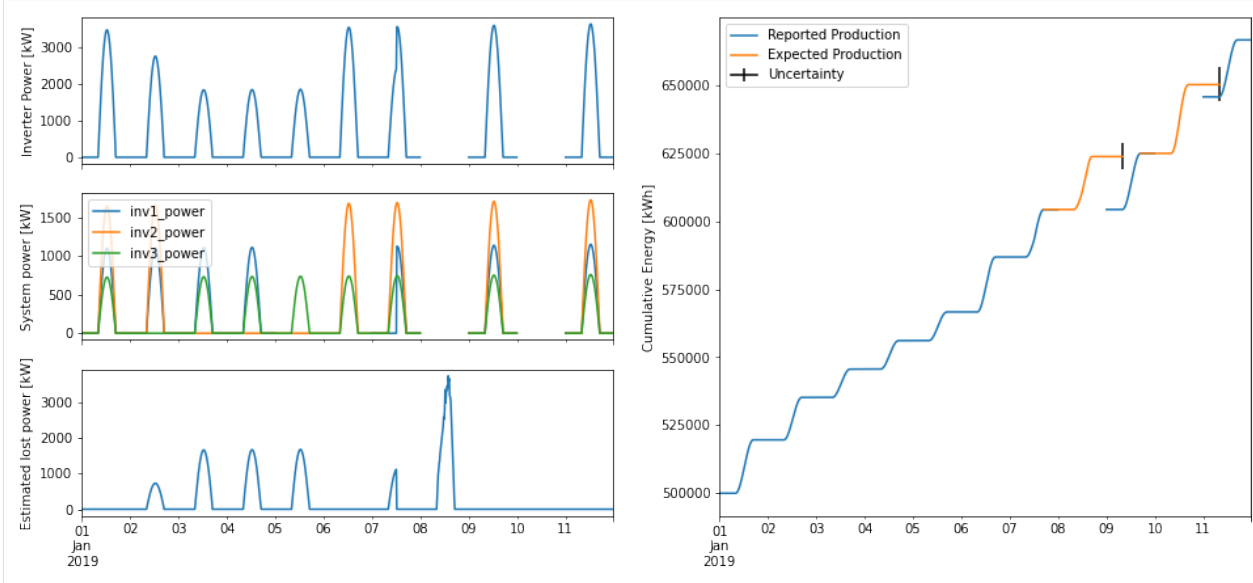 Inverter Power [kW]
3000
2000
1000
0
System power [kW]
1500
1000
500
0
inv1_power
inv2_power
inv3_power
Estimated lost power [kW]
3000
2000
1000
0
01 02 03 04 05 06 07 08 09 10 11
Jan
2019
Cumulative Energy [kWh]
650000
625000
600000
575000
550000
525000
500000
Reported Production
Expected Production
Uncertainty
01 02 03 04 05 06 07 08 09 10 11
Jan
2019